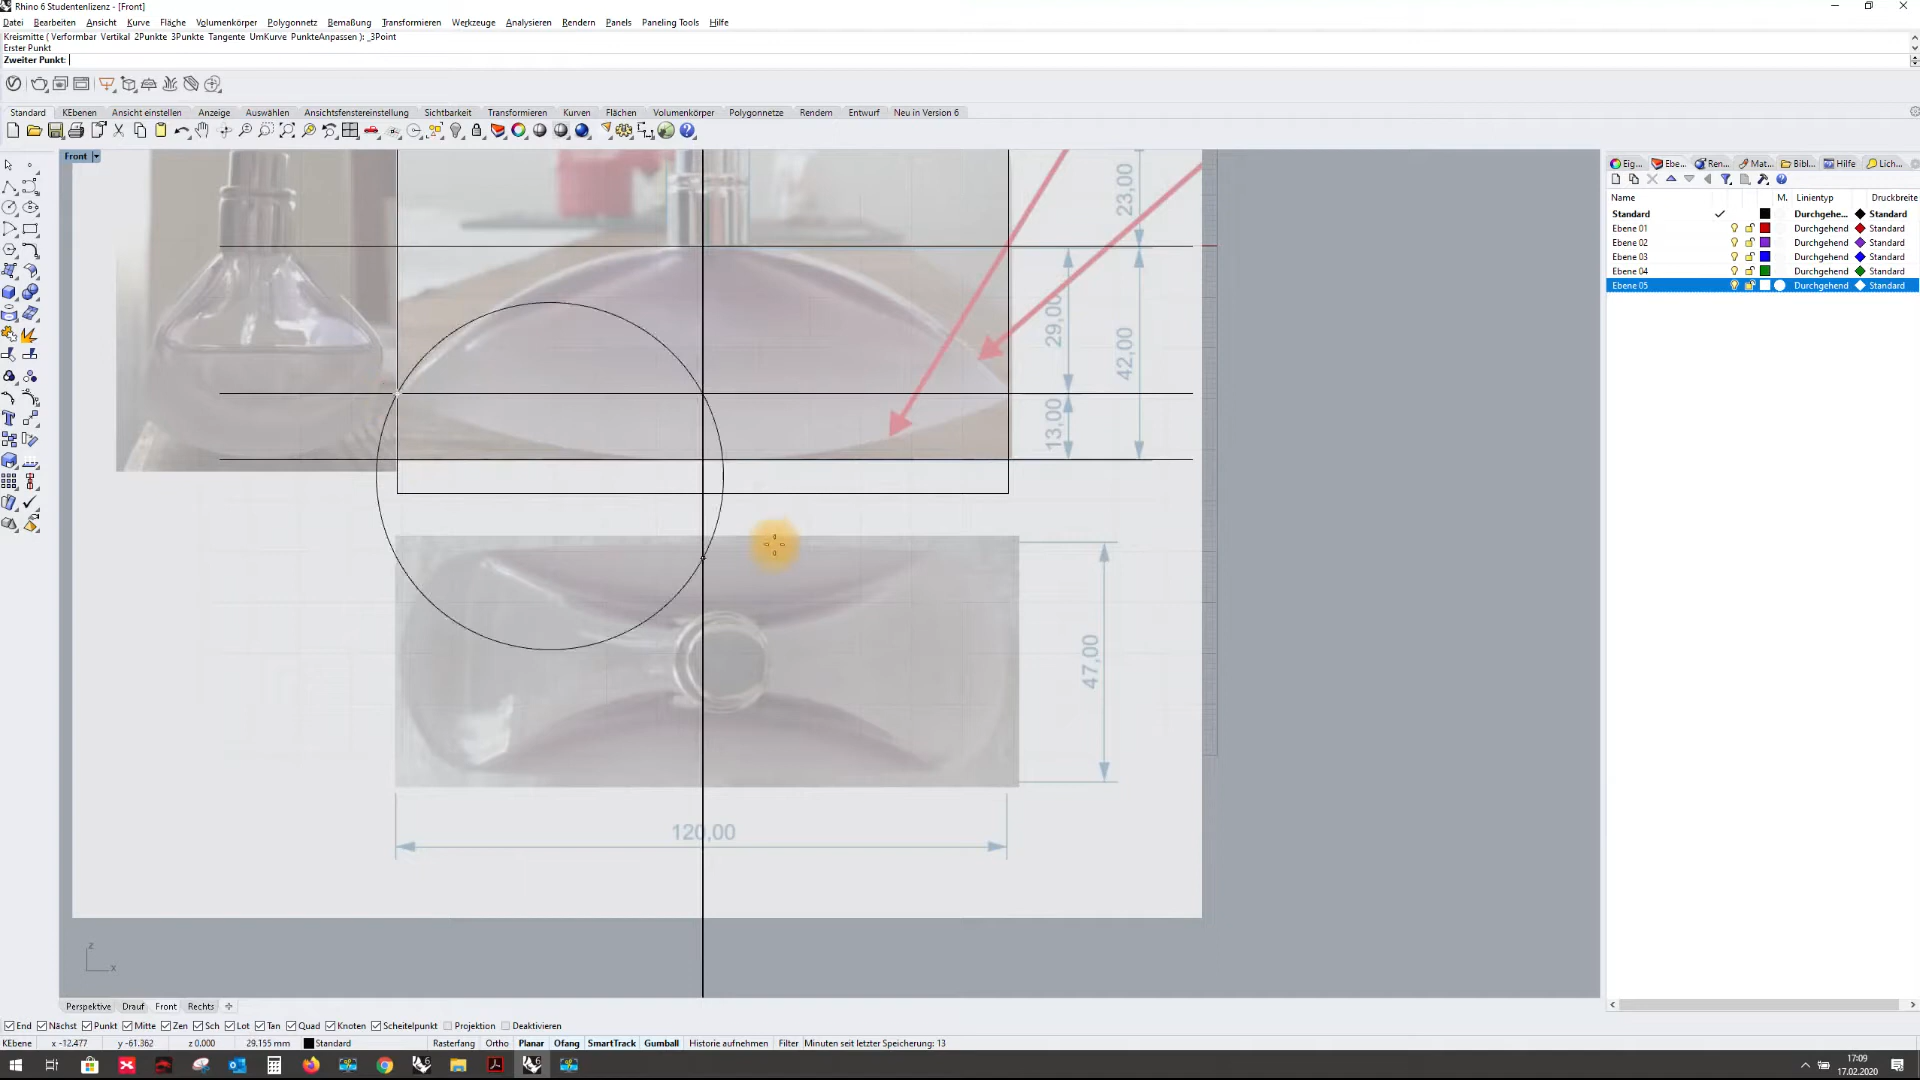 Rhino 6 Studentenlizenz - [Front]
Datei Bearbeiten Ansicht Kurve Fläche Volumenkörper Polygonnetz Bemaßung Transformieren Werkzeuge Analysieren Rendern Panels Paneling Tools Hilfe
Kreismitte ( Verformbar Vertikal 2Punkte 3Punkte Tangente UmKurve PunkteAnpassen ): _3Point
Erster Punkt
Zweiter Punkt:
Standard KEbenen Ansicht einstellen Anzeige Auswählen Ansichtsfenstereinstellung Sichtbarkeit Transformieren Kurven Flächen Volumenkörper Polygonnetze Rendern Entwurf Neu in Version 6
Front
Eig... Ebe... Ren... Mat... Bibl... Hilfe Lich...
Name M. Linientyp Druckbreite
Standard Durchgehe... Standard
Ebene 01 Durchgehend Standard
Ebene 02 Durchgehend Standard
Ebene 03 Durchgehend Standard
Ebene 04 Durchgehend Standard
Ebene 05 Durchgehend Standard
23,00
29,00
42,00
13,00
47,00
120,00
z
x
Perspektive Drauf Front Rechts
End Nächst Punkt Mitte Zen Sch Lot Tan Quad Knoten Scheitelpunkt Projektion Deaktivieren
KEbene x -12.477 y -61.362 z 0.000 29.155 mm Standard Rasterfang Ortho Planar Ofang SmartTrack Gumball Historie aufnehmen Filter Minuten seit letzter Speicherung: 13
17:09
17.02.2020